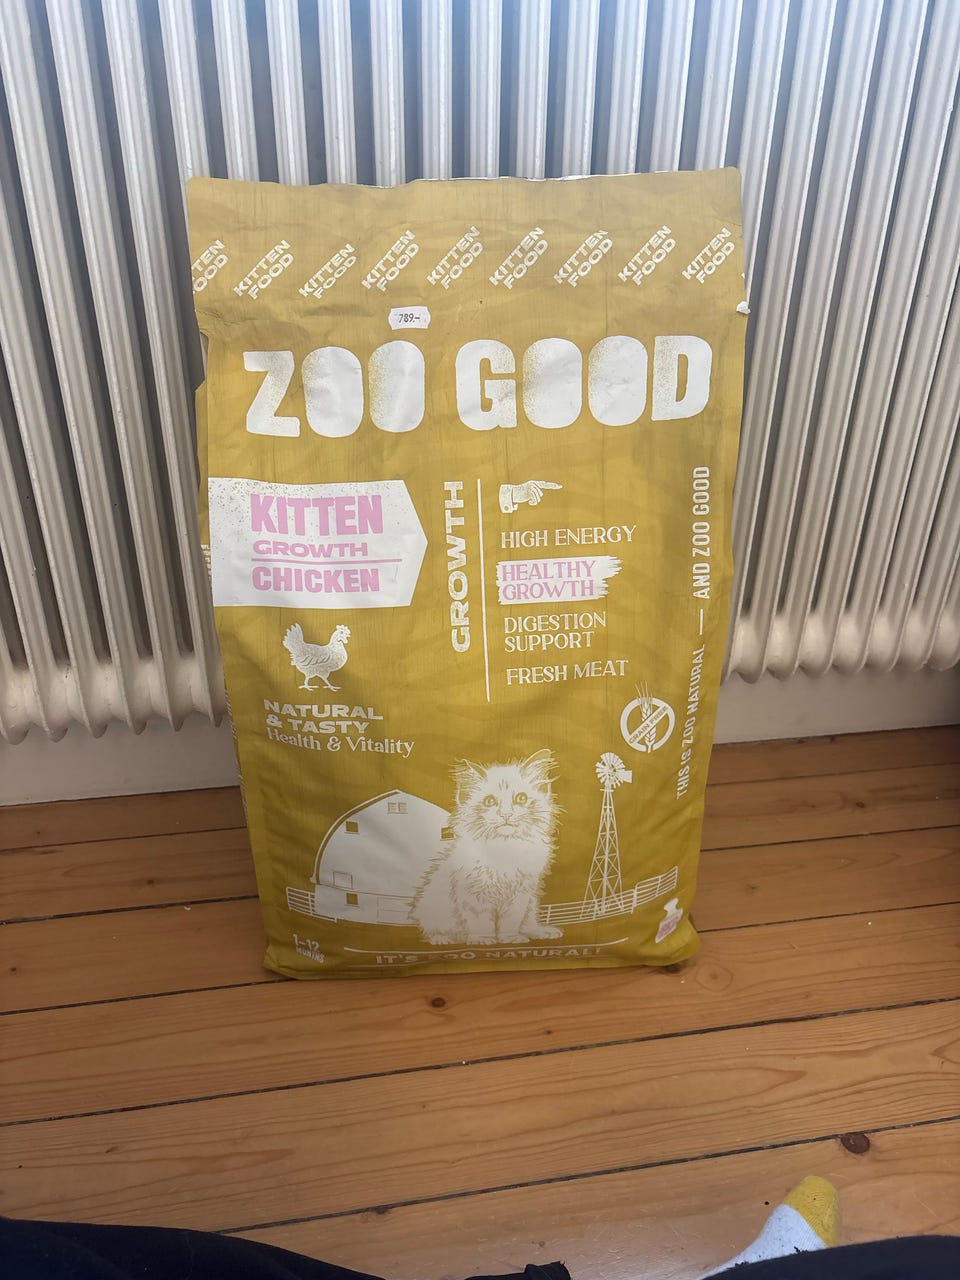 KITTEN FOOD
KITTEN FOOD
KITTEN FOOD
KITTEN FOOD
KITTEN FOOD
KITTEN FOOD
KITTEN FOOD
KITTEN FOOD
789.-
ZOO GOOD
KITTEN
GROWTH
CHICKEN
NATURAL
& TASTY
Health & Vitality
GROWTH
HIGH ENERGY
HEALTHY
GROWTH
DIGESTION
SUPPORT
FRESH MEAT
GRAIN FREE
THIS IS ZOO NATURAL — AND ZOO GOOD
1-12
MONTHS
IT'S ZOO NATURAL!